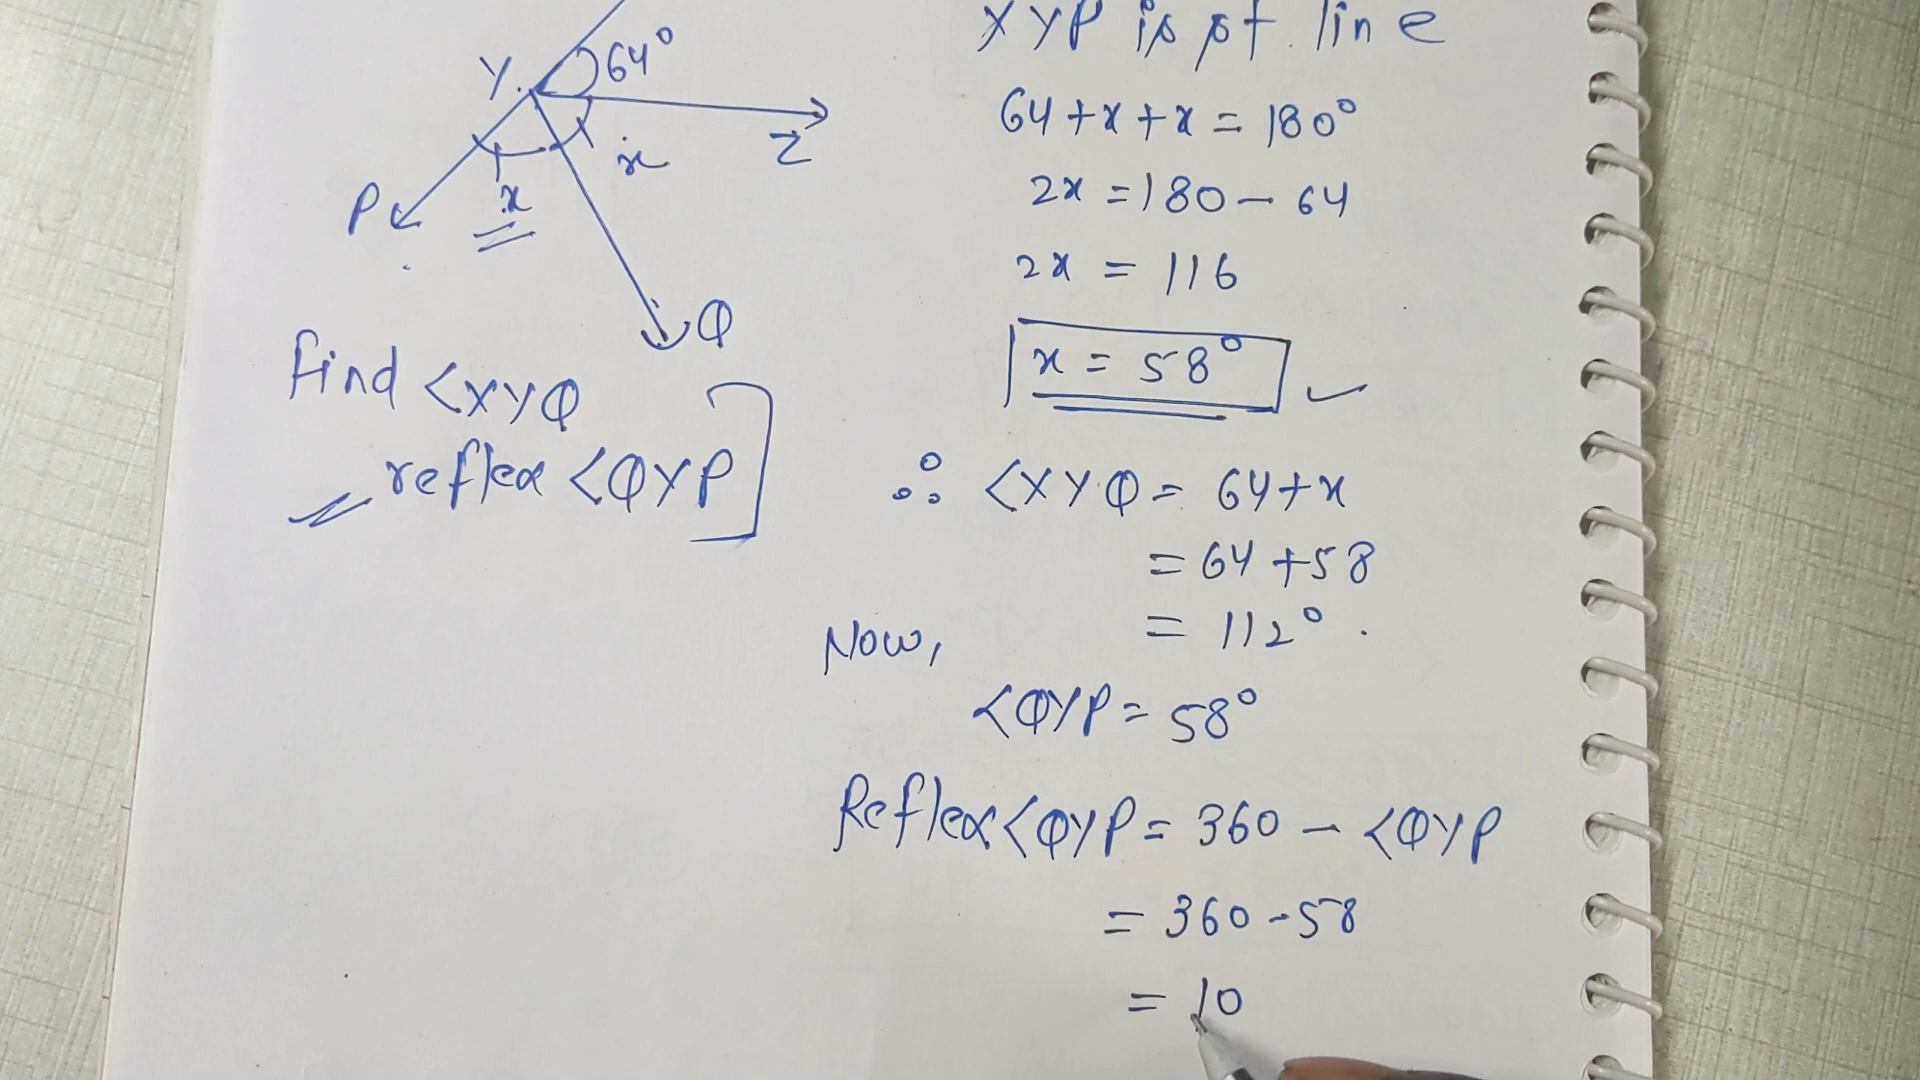 Y
64°
x
Z
P
x
Q
Find <XYQ
reflex <QYP
XYP is st. line
64+x+x = 180°
2x = 180 - 64
2x = 116
x = 58°
∴ <XYQ = 64+x
= 64+58
= 112°.
Now,
<QYP = 58°
Reflex <QYP = 360 - <QYP
= 360-58
= 10